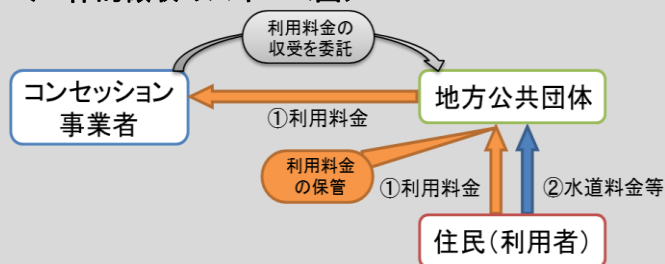 利用料金の
収受を委託
コンセッション
事業者
地方公共団体
①利用料金
利用料金
の保管
①利用料金
②水道料金等
住民(利用者)